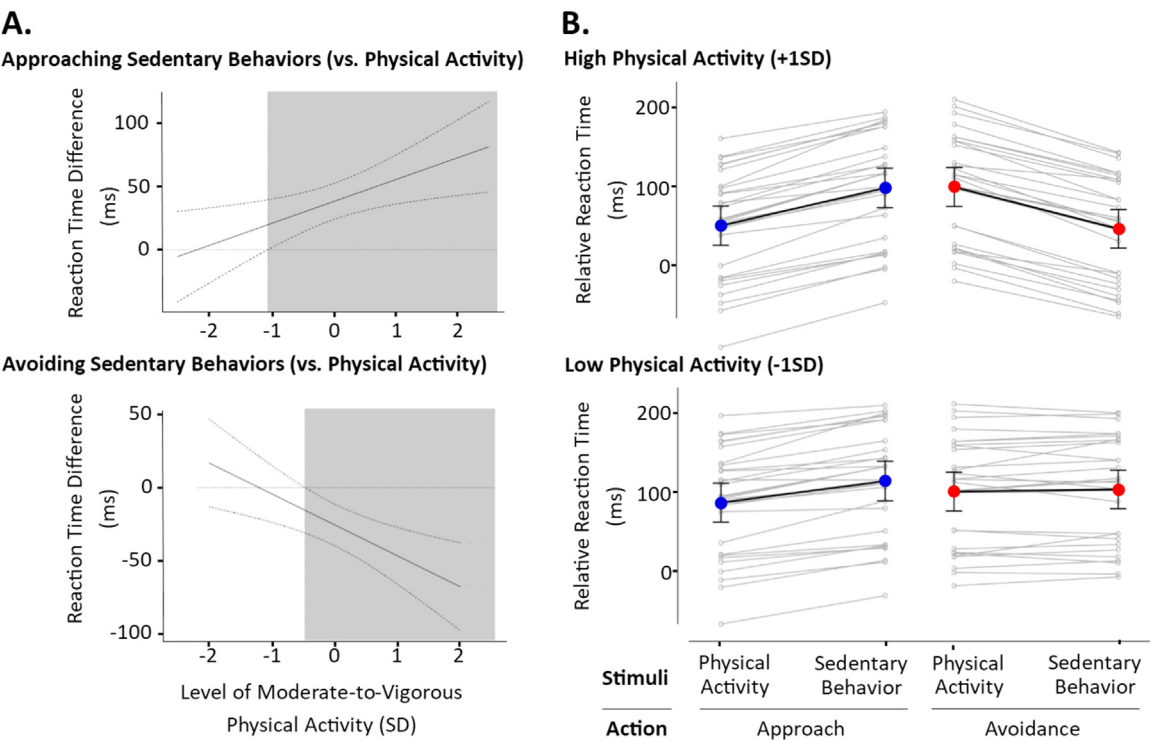 A.
Approaching Sedentary Behaviors (vs. Physical Activity)
Reaction Time Difference
(ms)
100
50
0
-2 -1 0 1 2
Avoiding Sedentary Behaviors (vs. Physical Activity)
Reaction Time Difference
(ms)
50
0
-50
-100
-2 -1 0 1 2
Level of Moderate-to-Vigorous
Physical Activity (SD)
B.
High Physical Activity (+1SD)
Relative Reaction Time
(ms)
200
100
0
Low Physical Activity (-1SD)
Relative Reaction Time
(ms)
200
100
0
Stimuli
Physical
Activity
Sedentary
Behavior
Physical
Activity
Sedentary
Behavior
Action Approach Avoidance